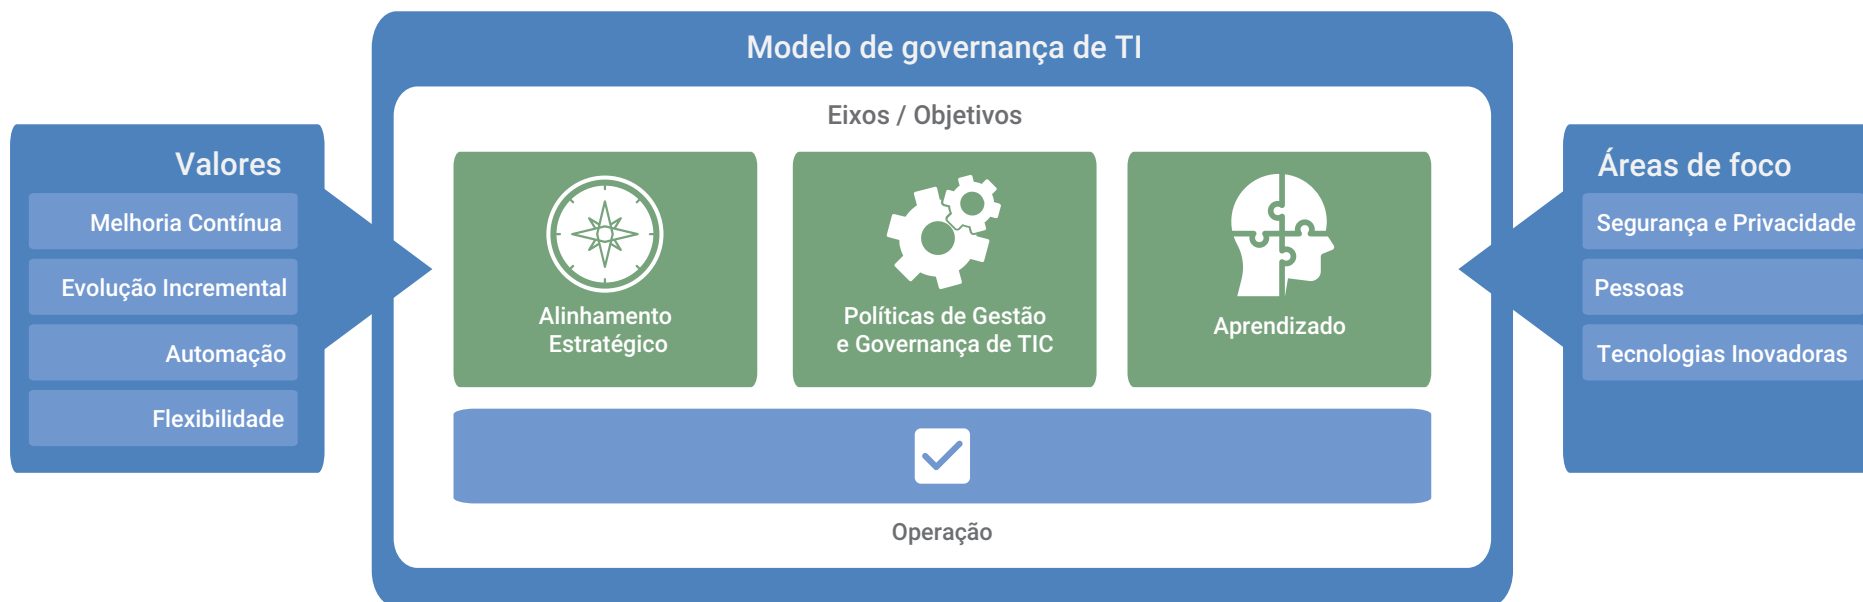 Modelo de governança de TI
Eixos / Objetivos
Valores
Melhoria Contínua
Evolução Incremental
Automação
Flexibilidade
Alinhamento
Estratégico
Políticas de Gestão
e Governança de TIC
Aprendizado
Operação
Áreas de foco
Segurança e Privacidade
Pessoas
Tecnologias Inovadoras